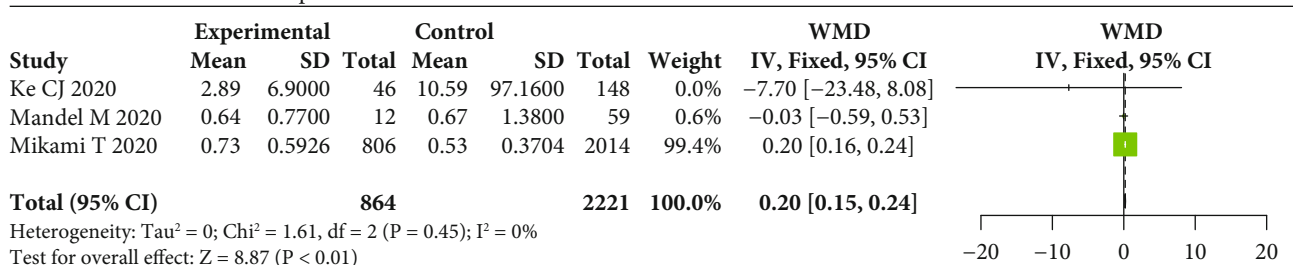 Experimental Control WMD WMD
Study Mean SD Total Mean SD Total Weight IV, Fixed, 95% CI IV, Fixed, 95% CI
Ke CJ 2020 2.89 6.9000 46 10.59 97.1600 148 0.0% −7.70 [−23.48, 8.08]
Mandel M 2020 0.64 0.7700 12 0.67 1.3800 59 0.6% −0.03 [−0.59, 0.53]
Mikami T 2020 0.73 0.5926 806 0.53 0.3704 2014 99.4% 0.20 [0.16, 0.24]
Total (95% CI) 864 2221 100.0% 0.20 [0.15, 0.24]
Heterogeneity: Tau² = 0; Chi² = 1.61, df = 2 (P = 0.45); I² = 0%
Test for overall effect: Z = 8.87 (P < 0.01)
−20 −10 0 10 20